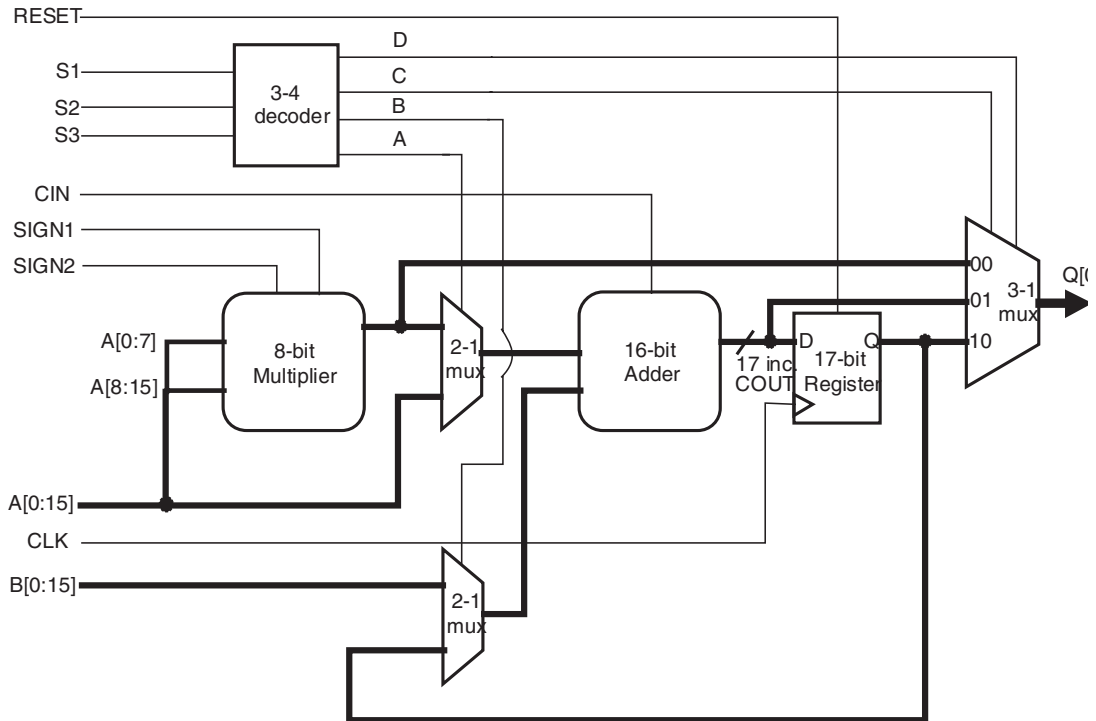 RESET
D
S1
3-4
decoder
C
S2
B
S3
A
CIN
SIGN1
SIGN2
00
3-1
mux
01
10
A[0:7]
8-bit
Multiplier
2-1
mux
16-bit
Adder
D
Q
17 inc.
COUT
17-bit
Register
A[8:15]
A[0:15]
CLK
B[0:15]
2-1
mux